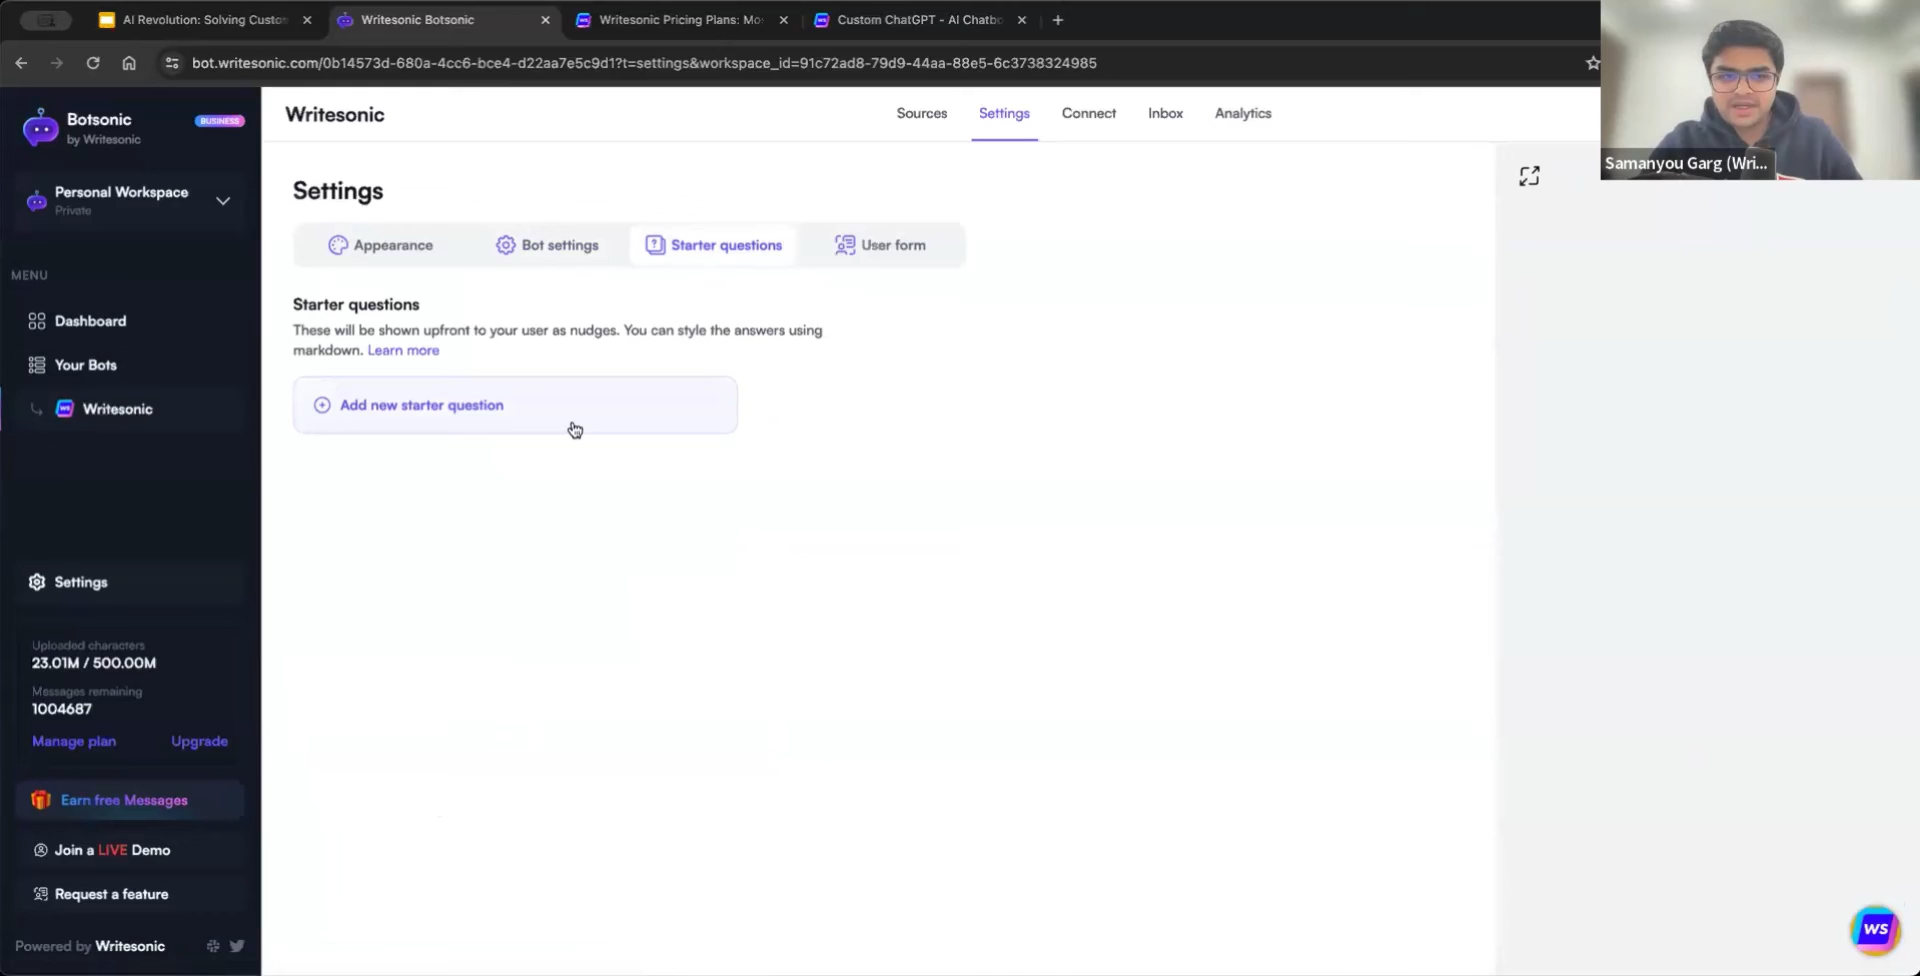 AI Revolution: Solving Custo
Writesonic Botsonic
Writesonic Pricing Plans: Mo
Custom ChatGPT - AI Chatbo
bot.writesonic.com/0b14573d-680a-4cc6-bce4-d22aa7e5c9d1?t=settings&workspace_id=91c72ad8-79d9-44aa-88e5-6c3738324985
Samanyou Garg (Wri...
Botsonic
by Writesonic
BUSINESS
Personal Workspace
Private
MENU
Dashboard
Your Bots
Writesonic
Settings
Uploaded characters
23.01M / 500.00M
Messages remaining
1004687
Manage plan Upgrade
Earn free Messages
Join a LIVE Demo
Request a feature
Powered by Writesonic
Writesonic
Sources Settings Connect Inbox Analytics
Settings
Appearance Bot settings Starter questions User form
Starter questions
These will be shown upfront to your user as nudges. You can style the answers using
markdown. Learn more
Add new starter question
WS